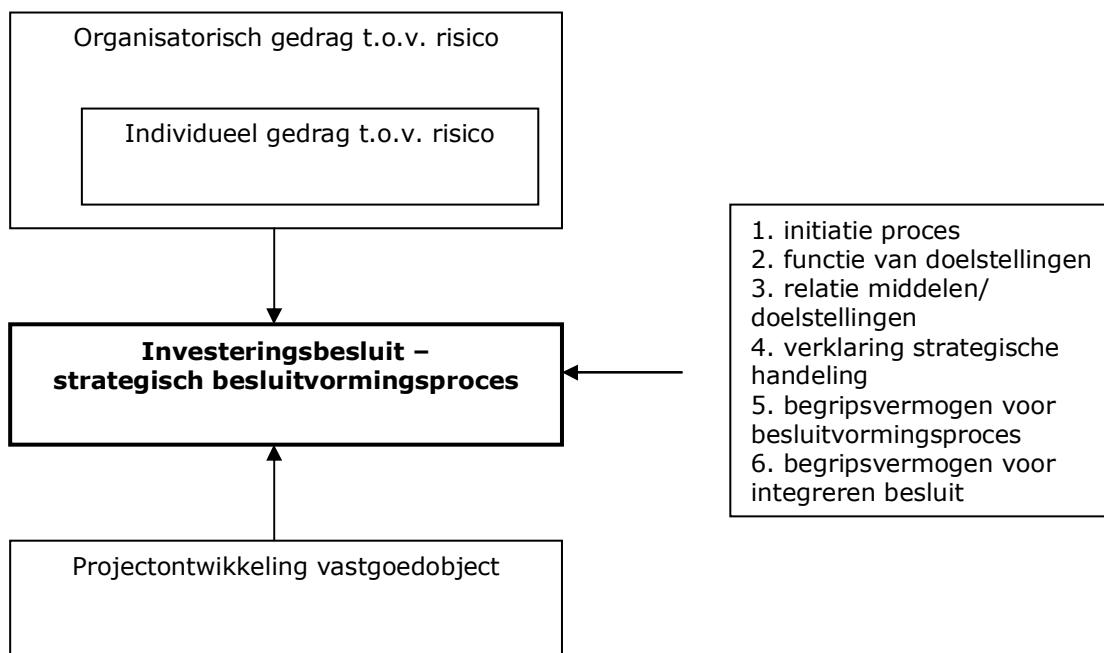 Organisatorisch gedrag t.o.v. risico
Individueel gedrag t.o.v. risico
Investeringsbesluit –
strategisch besluitvormingsproces
1. initiatie proces
2. functie van doelstellingen
3. relatie middelen/
doelstellingen
4. verklaring strategische
handeling
5. begripsvermogen voor
besluitvormingsproces
6. begripsvermogen voor
integreren besluit
Projectontwikkeling vastgoedobject